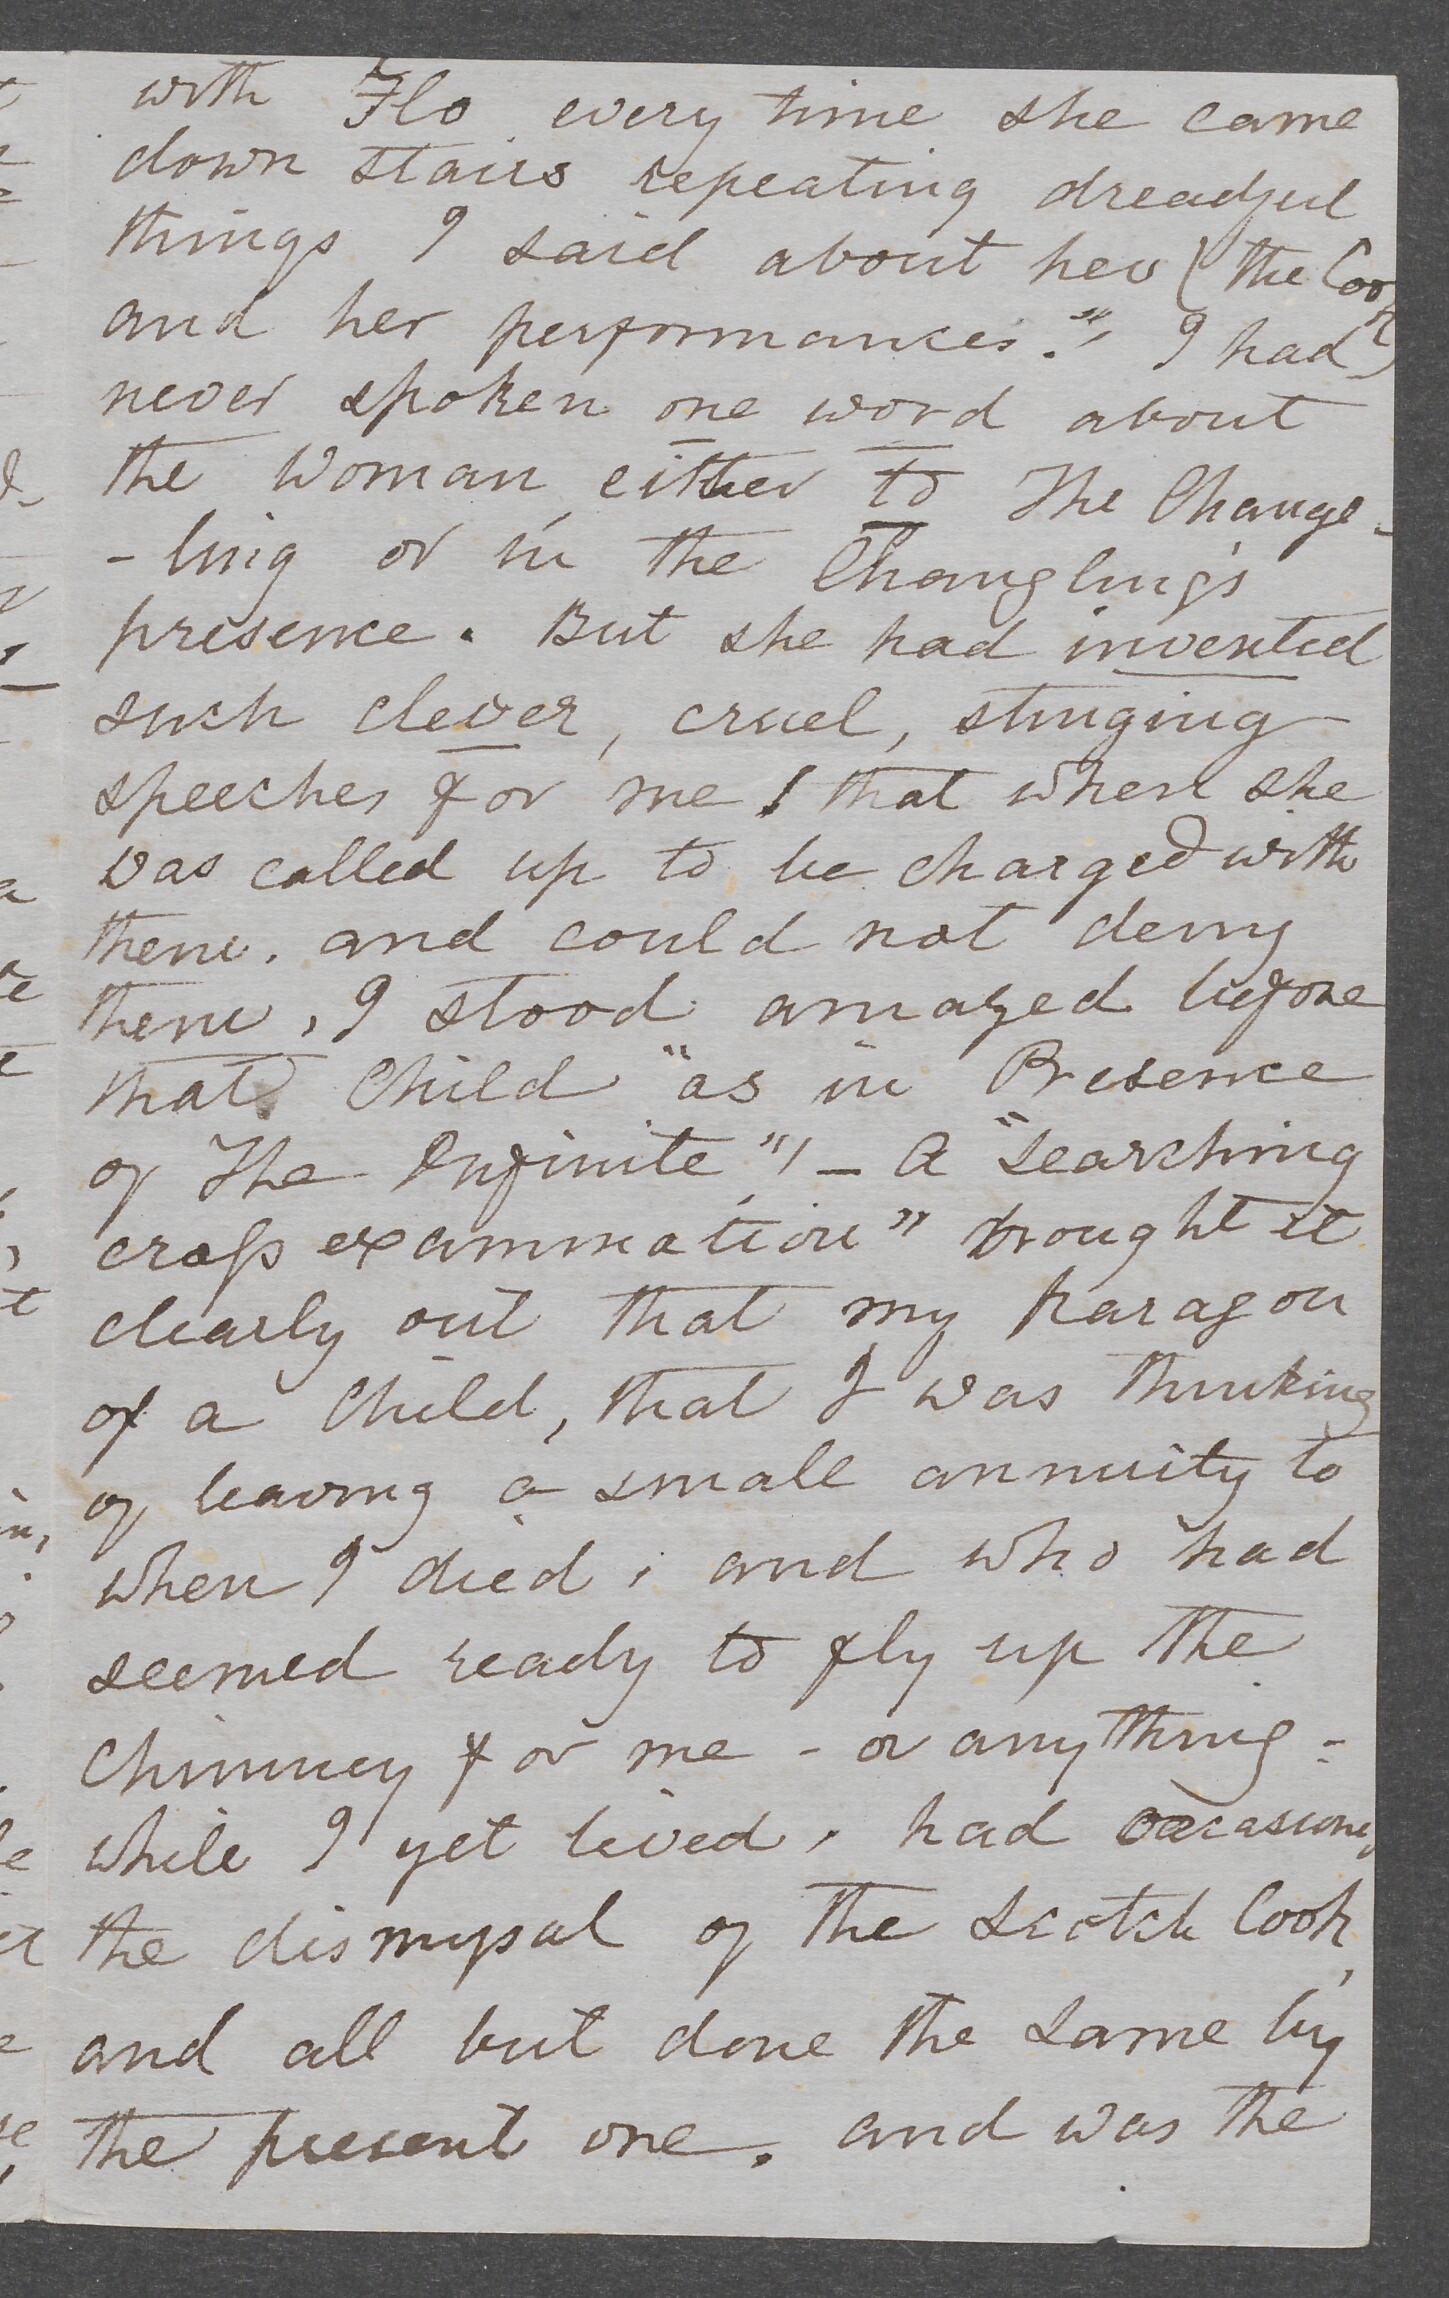 with Flo every time she came
down stairs repeating dreadful
things I said about her (the Cook)
and her performances." I had
never spoken one word about
the woman either to The Change-
-ling or in the Changling's
presence. But she had invented
such clever, cruel, stinging
speeches for me! that when she
was called up to be charged with
them, and could not deny
them, I stood amazed before
that Child "as in Presence
of The Infinite"! – A "searching
cross examination" brought it
clearly out that my paragon
of a Child, that I was thinking
of leaving a small annuity to
when I died, and who had
seemed ready to fly up the
Chimney for me - or anything -
while I yet lived, had occasioned
the dismissal of the Scotch Cook,
and all but done the same by
the present one, and was the